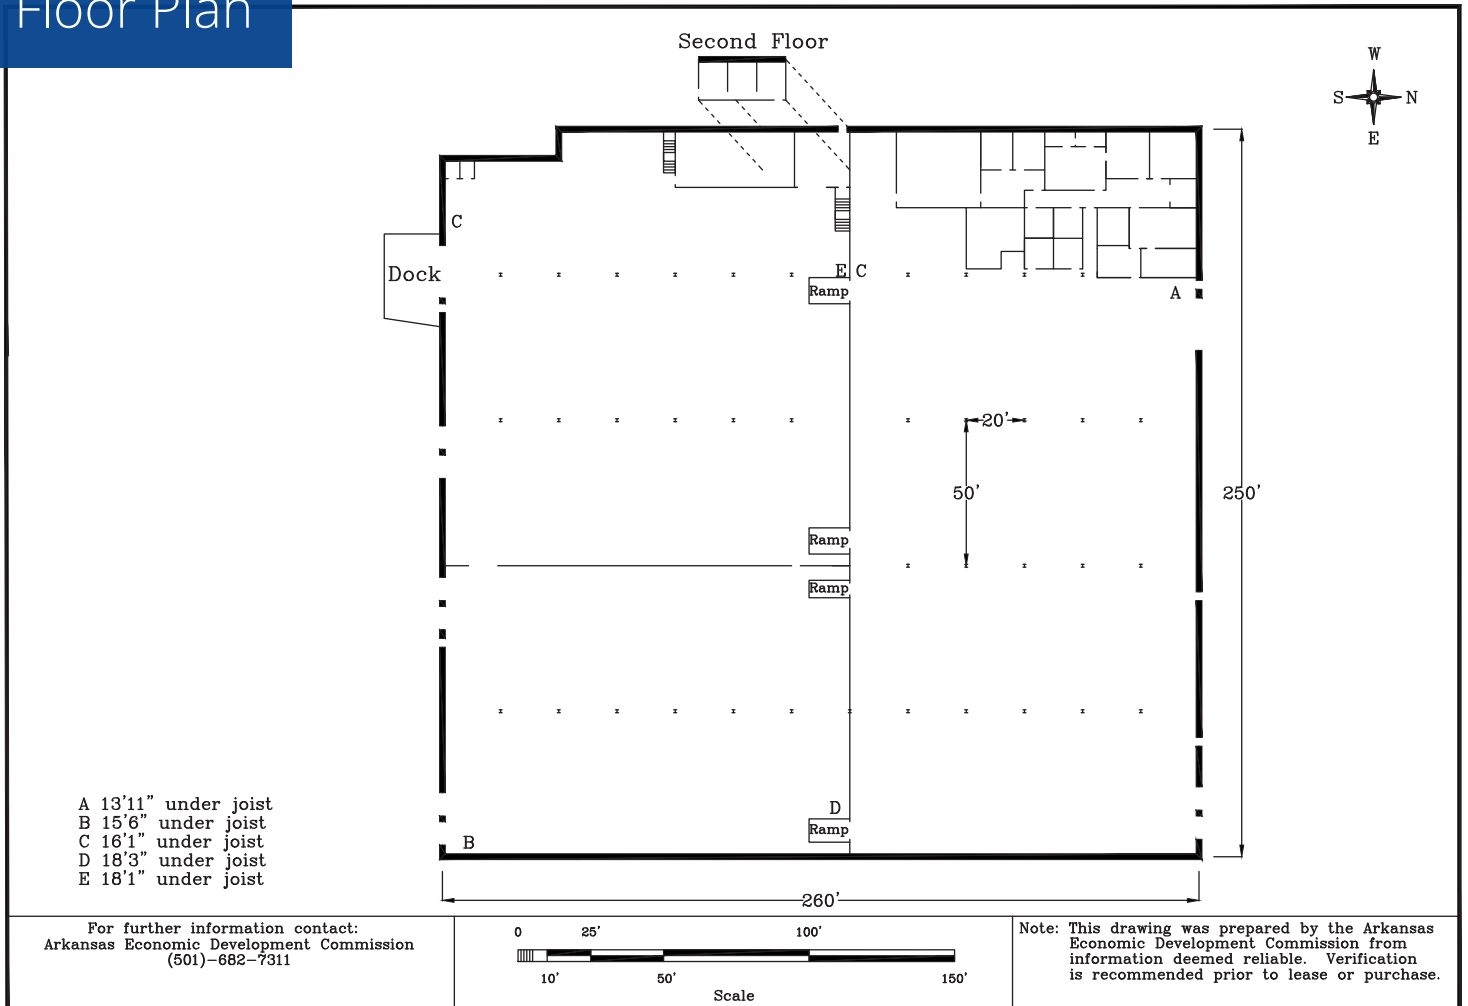 Floor Plan
Second Floor
W
S N
E
C
Dock
E C
Ramp
A
20'
50'
250'
Ramp
Ramp
D
Ramp
B
A 13'11" under joist
B 15'6" under joist
C 16'1" under joist
D 18'3" under joist
E 18'1" under joist
260'
For further information contact:
Arkansas Economic Development Commission
(501)-682-7311
0 25' 100'
10' 50' 150'
Scale
Note: This drawing was prepared by the Arkansas
Economic Development Commission from
information deemed reliable. Verification
is recommended prior to lease or purchase.